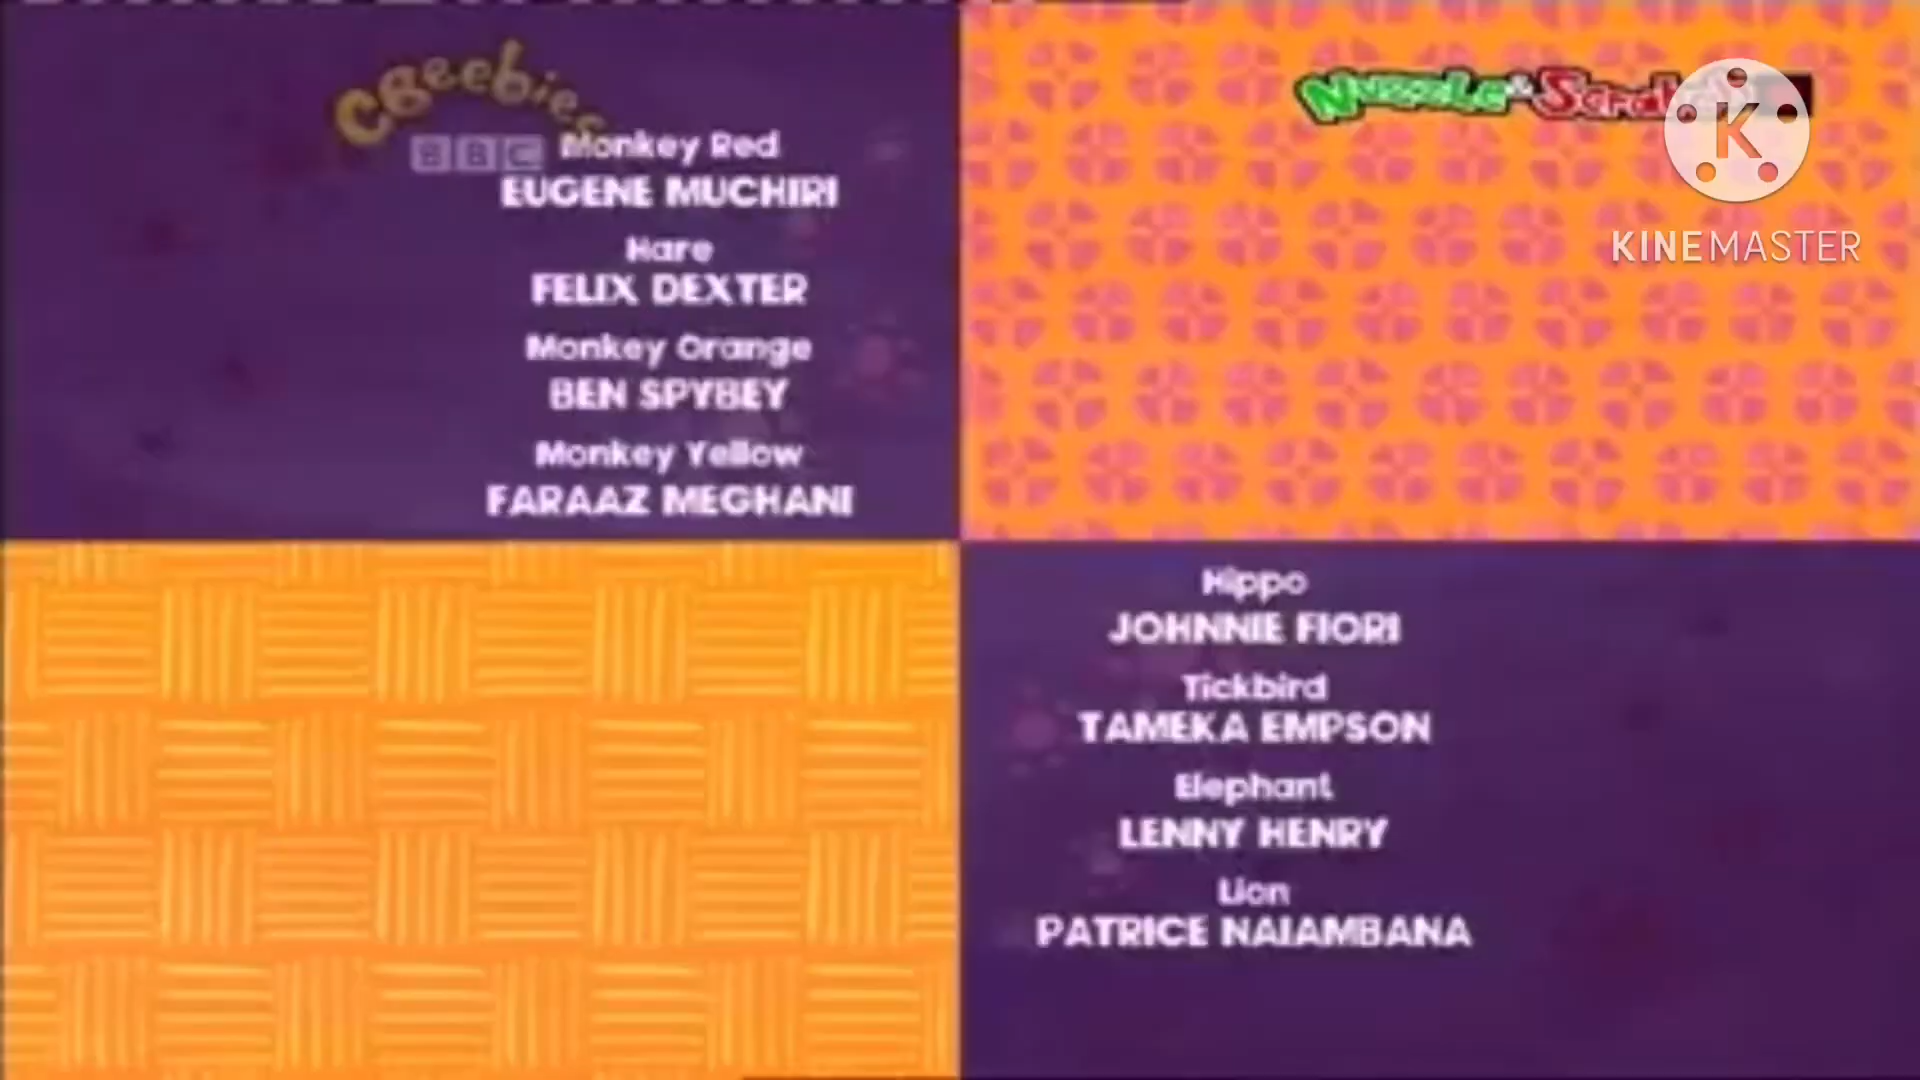 CBeebies
BBC
Monkey Red
EUGENE MUCHIRI
Hare
FELIX DEXTER
Monkey Orange
BEN SPYBEY
Monkey Yellow
FARAAZ MEGHANI
&
K
KINEMASTER
Hippo
JOHNNIE FIORI
Tickbird
TAMEKA EMPSON
Elephant
LENNY HENRY
Lion
PATRICE NAIAMBANA